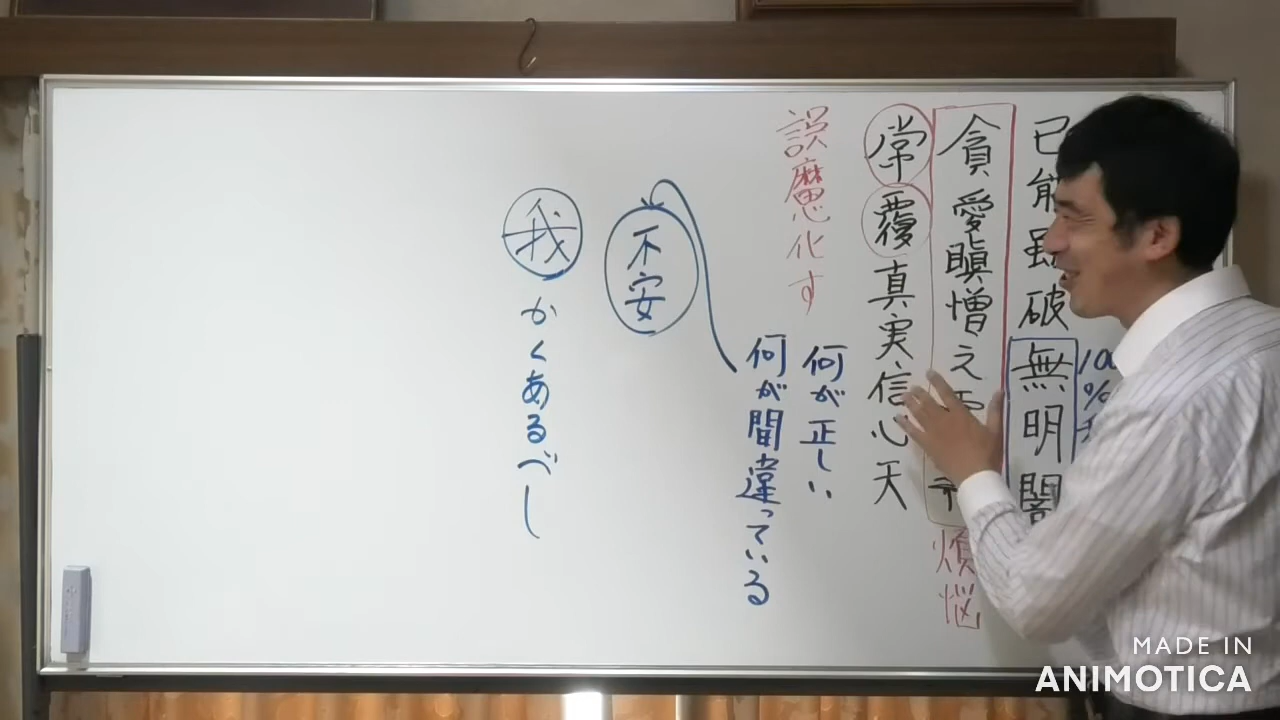 已能雖破無明闇
100
%
貪愛瞋憎之
煩悩
常覆真実信心天
誤魔化す
何が正しい
何が間違っている
不安
我
かくあるべし
MADE IN
ANIMOTICA